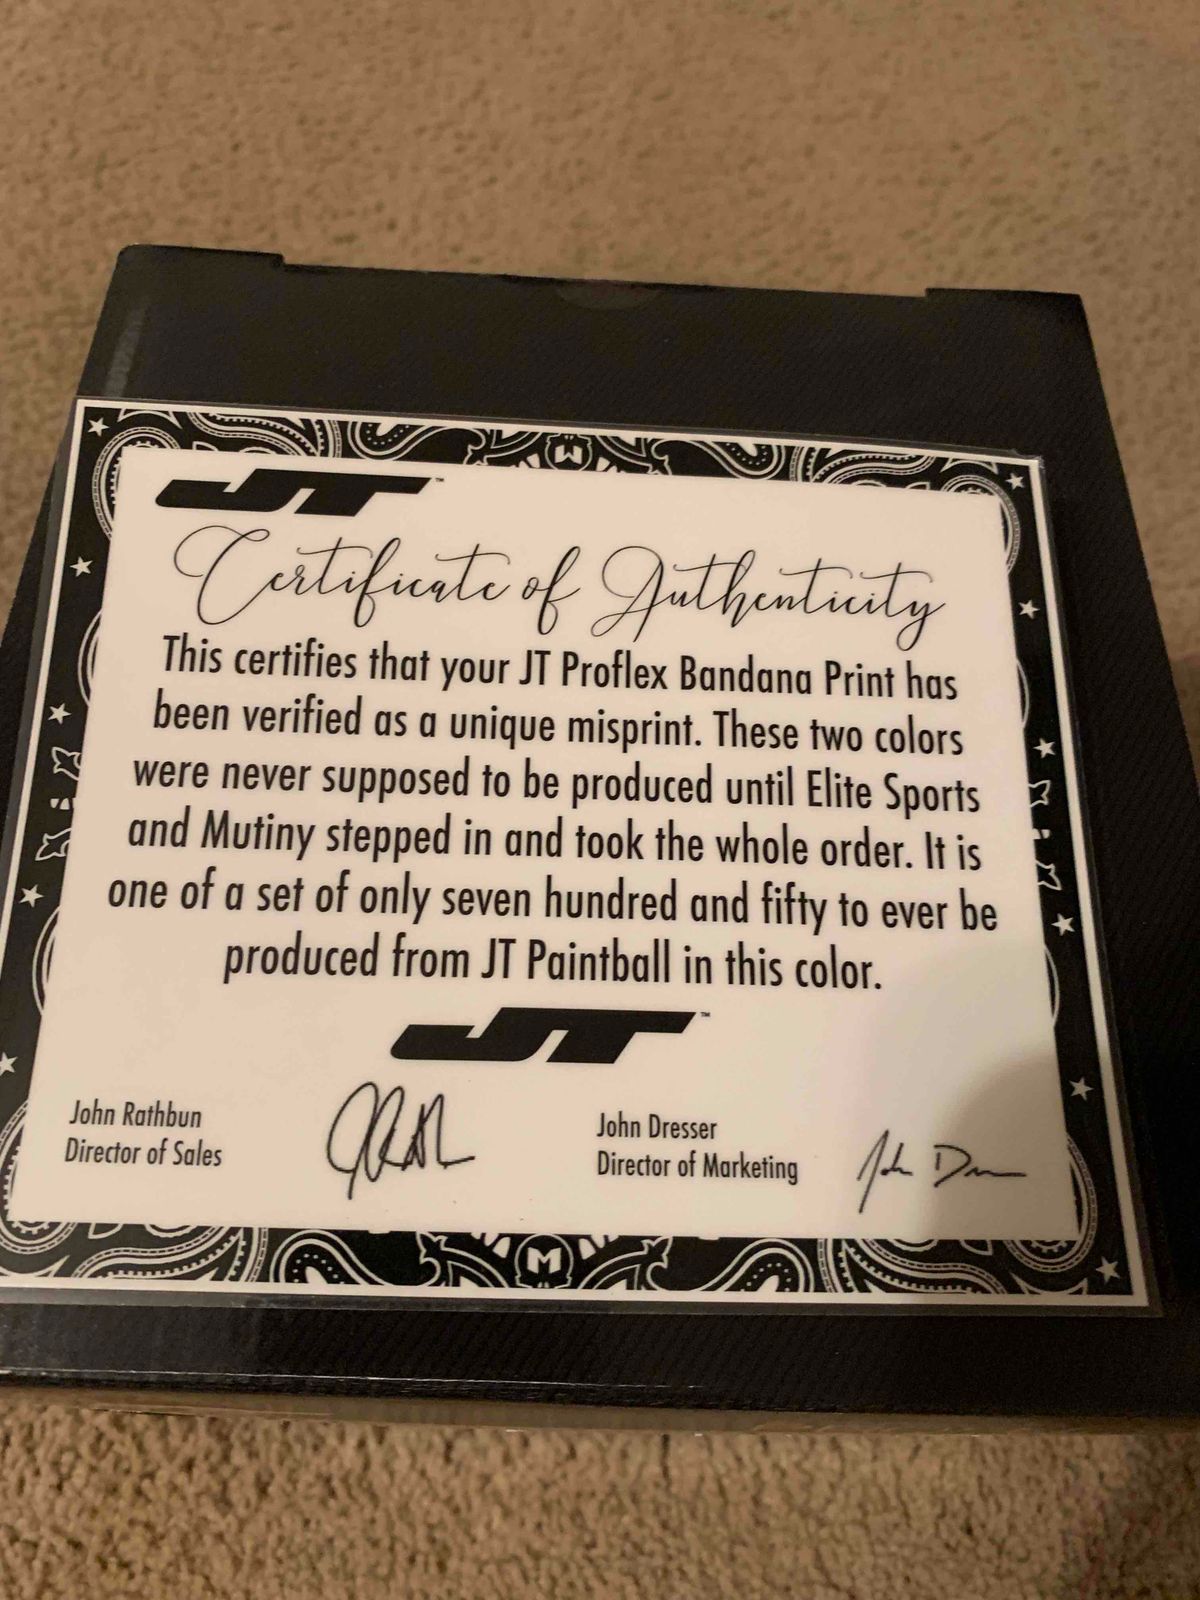 JT™
Certificate of Authenticity
This certifies that your JT Proflex Bandana Print has
been verified as a unique misprint. These two colors
were never supposed to be produced until Elite Sports
and Mutiny stepped in and took the whole order. It is
one of a set of only seven hundred and fifty to ever be
produced from JT Paintball in this color.
JT™
John Rathbun
Director of Sales
John Dresser
Director of Marketing
John D
M